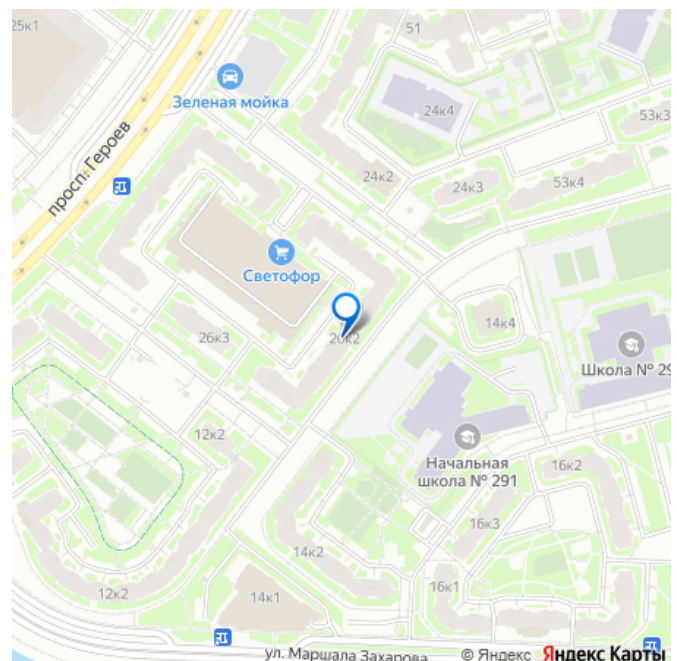 25к1
51
Зеленая мойка
24к4
53к3
просп. Героев
24к2
24к3
53к4
Светофор
14к4
26к3
26к2
Школа № 29
12к2
Начальная
школа № 291
16к2
16к3
14к2
16к1
12к2
14к1
ул. Маршала Захарова
© Яндекс Яндекс Карты